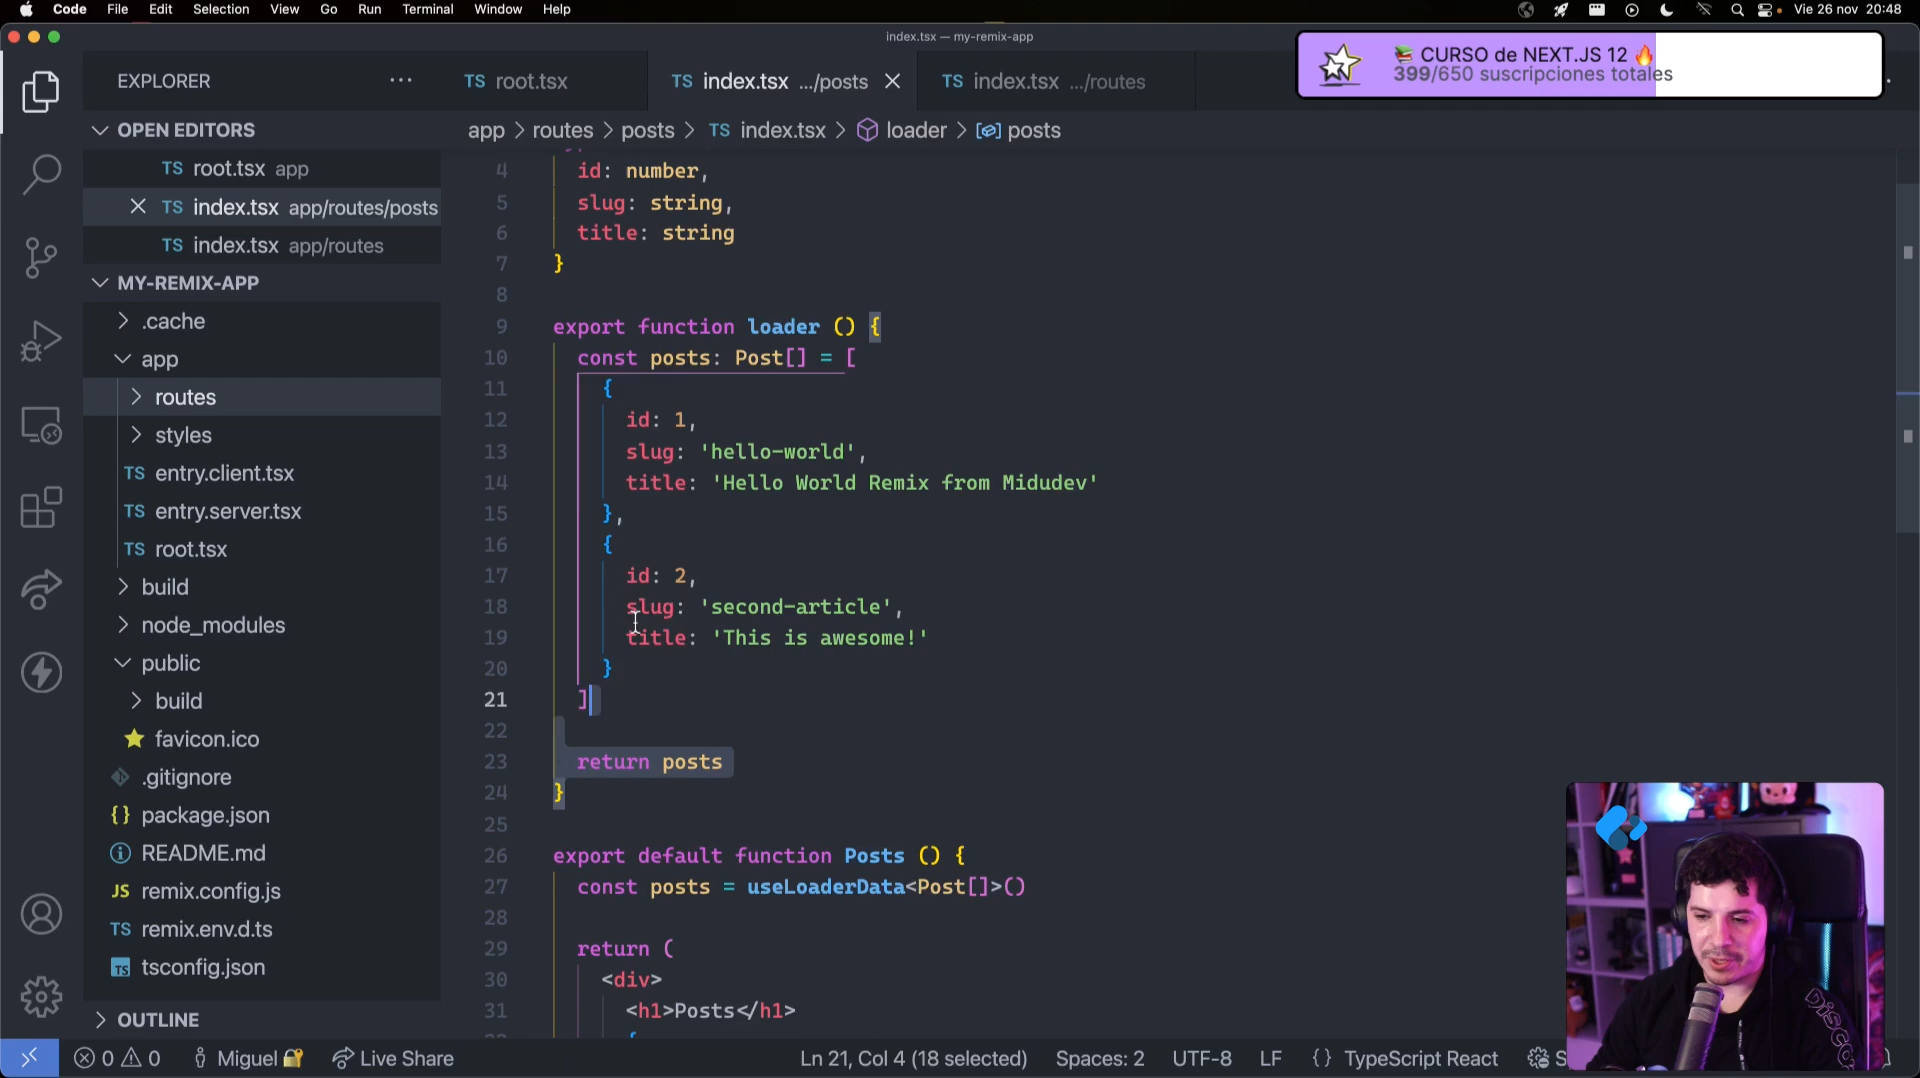 Code File Edit Selection View Go Run Terminal Window Help Vie 26 nov 20:48
index.tsx — my-remix-app
📚 CURSO de NEXT.JS 12 🔥
399/650 suscripciones totales
EXPLORER ···
TS root.tsx
TS index.tsx .../posts
TS index.tsx .../routes
app > routes > posts > TS index.tsx > loader > posts
OPEN EDITORS
TS root.tsx app
TS index.tsx app/routes/posts
TS index.tsx app/routes
MY-REMIX-APP
.cache
app
routes
styles
TS entry.client.tsx
TS entry.server.tsx
TS root.tsx
build
node_modules
public
build
favicon.ico
.gitignore
{} package.json
README.md
JS remix.config.js
TS remix.env.d.ts
TS tsconfig.json
OUTLINE
4 id: number,
5 slug: string,
6 title: string
7 }
8
9 export function loader () {
10 const posts: Post[] = [
11 {
12 id: 1,
13 slug: 'hello-world',
14 title: 'Hello World Remix from Midudev'
15 },
16 {
17 id: 2,
18 slug: 'second-article',
19 title: 'This is awesome!'
20 }
21 ]
22
23 return posts
24 }
25
26 export default function Posts () {
27 const posts = useLoaderData<Post[]>()
28
29 return (
30 <div>
31 <h1>Posts</h1>
{
0 0 Miguel 🔐 Live Share Ln 21, Col 4 (18 selected) Spaces: 2 UTF-8 LF {} TypeScript React